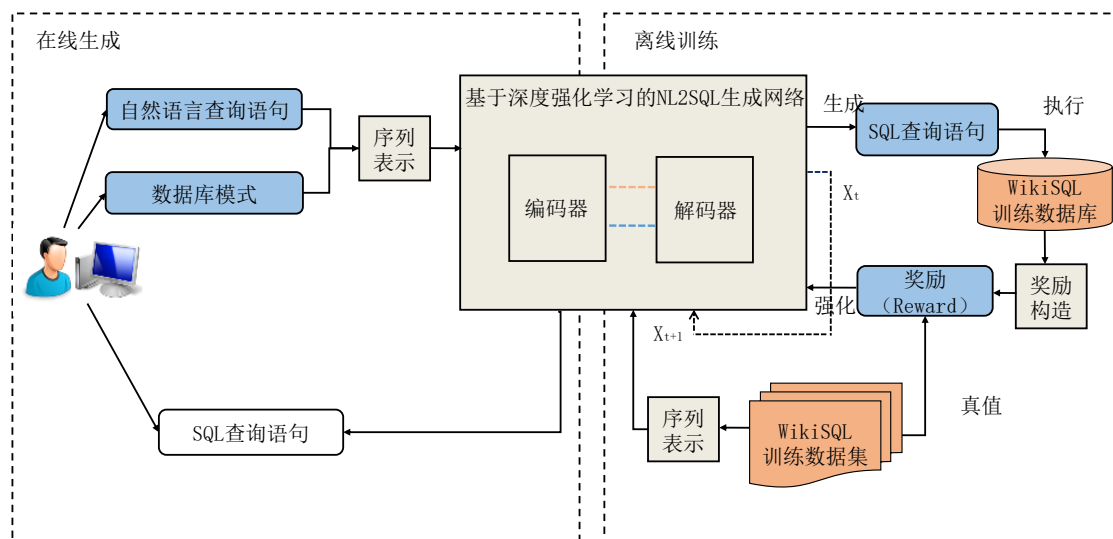 在线生成
离线训练
自然语言查询语句
数据库模式
序列
表示
基于深度强化学习的NL2SQL生成网络
编码器
解码器
生成
SQL查询语句
执行
WikiSQL
训练数据库
Xt
奖励
构造
奖励
（Reward）
强化
Xt+1
真值
序列
表示
WikiSQL
训练数据集
SQL查询语句